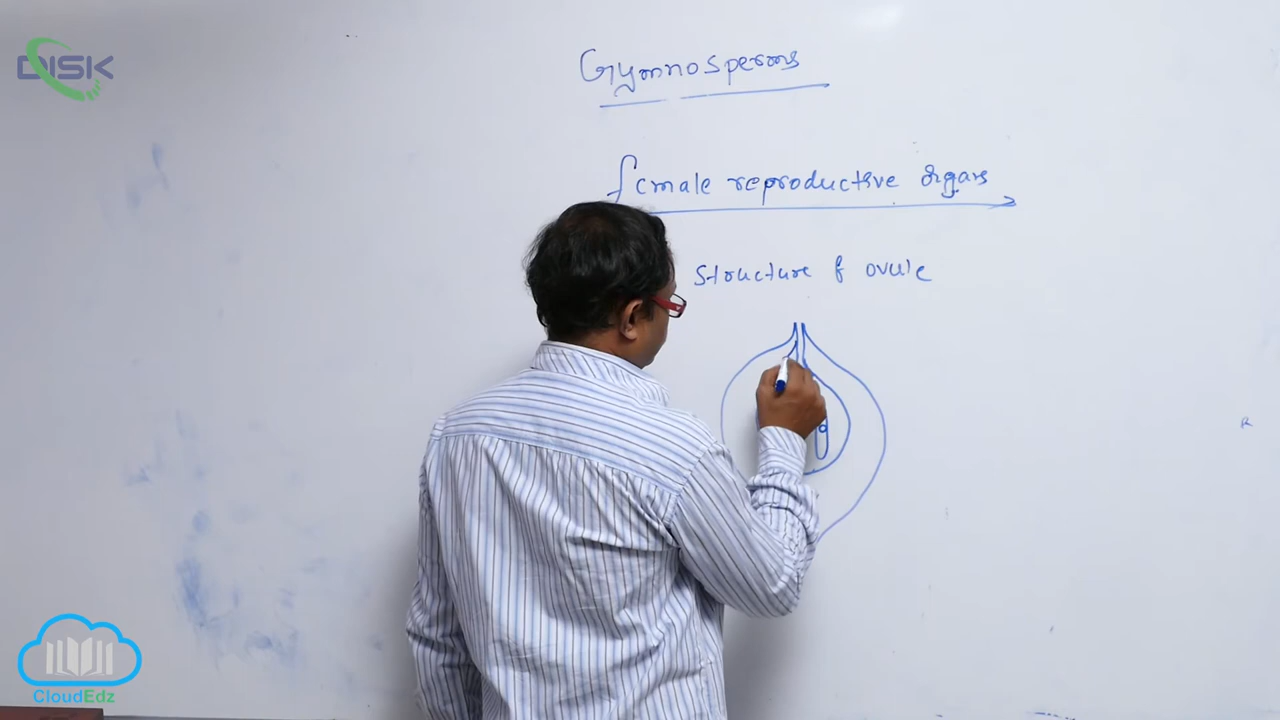 DISK
Gymnosperms
female reproductive organs
Structure of ovule
R
CloudEdz